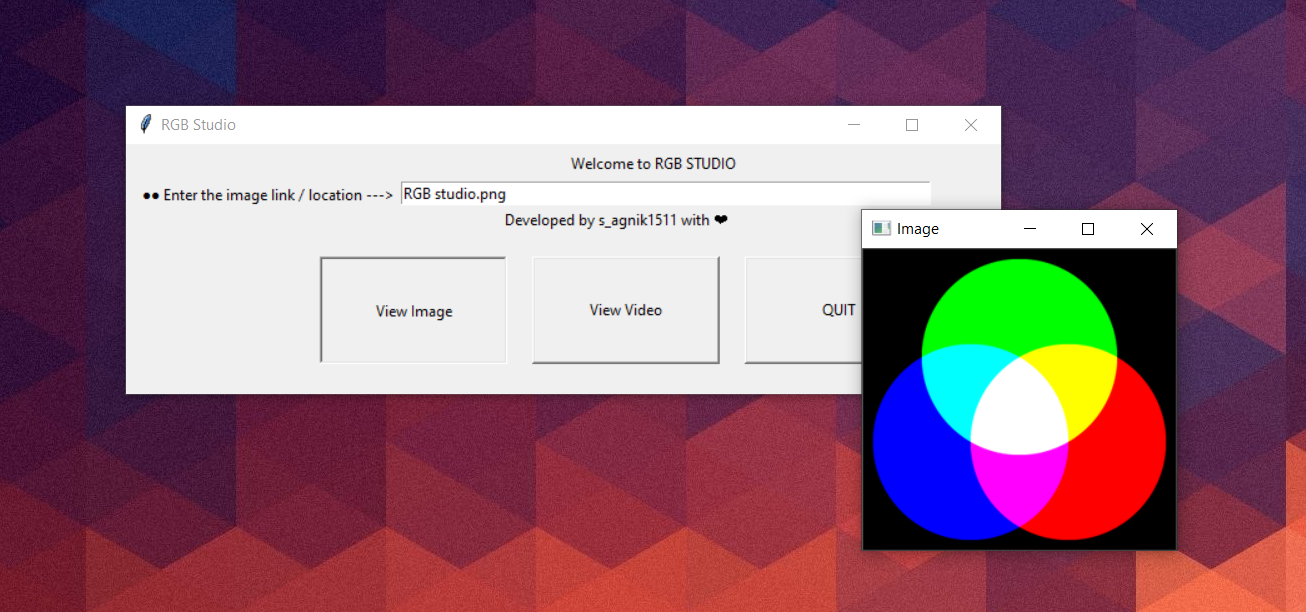 RGB Studio
Welcome to RGB STUDIO
●● Enter the image link / location ---> RGB studio.png
Developed by s_agnik1511 with ❤
Image
View Image
View Video
QUIT